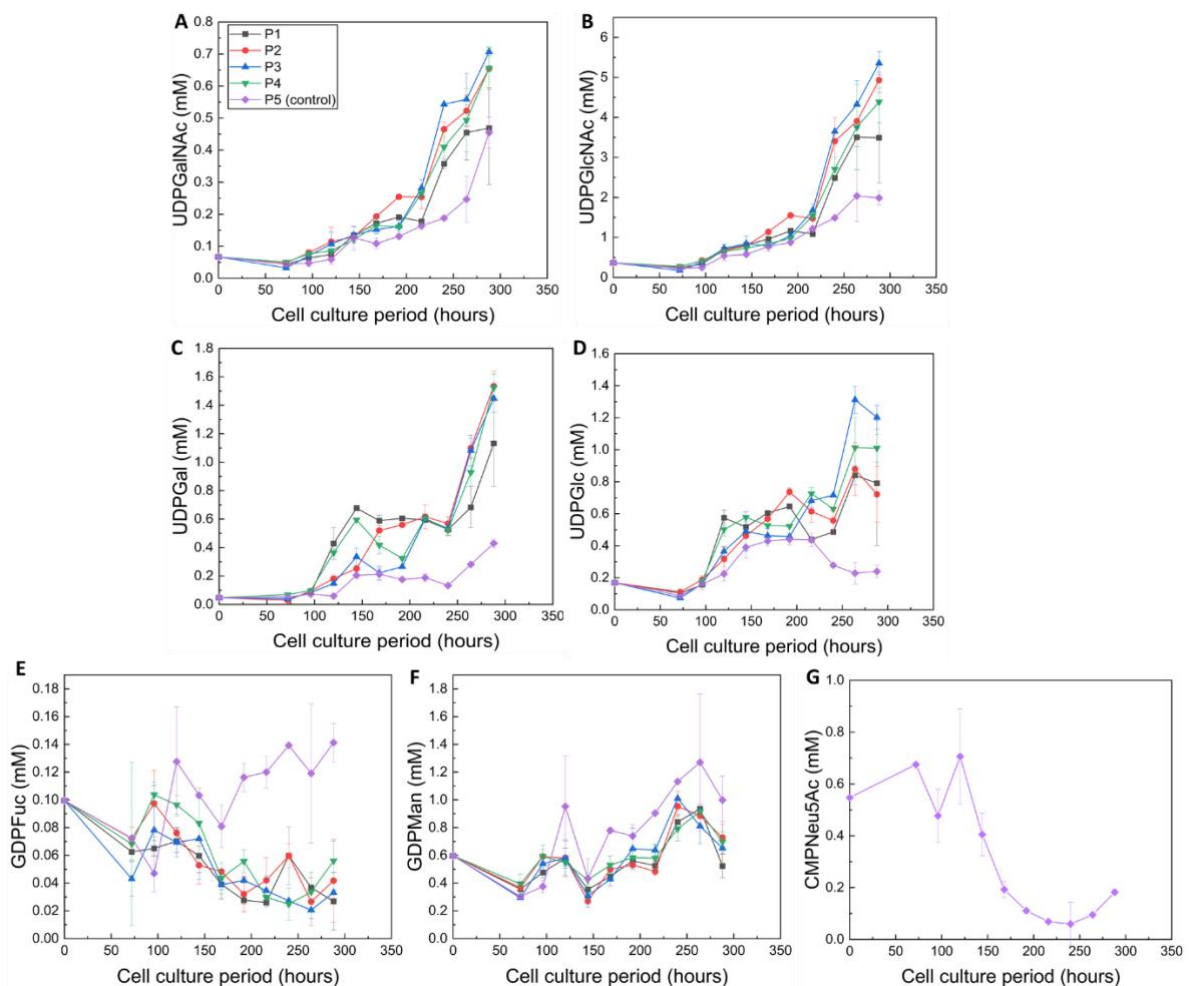 A
P1
P2
P3
P4
P5 (control)
UDPGalNAc (mM)
0.8
0.7
0.6
0.5
0.4
0.3
0.2
0.1
0.0
0 50 100 150 200 250 300 350
Cell culture period (hours)
B
UDPGlcNAc (mM)
6
5
4
3
2
1
0
0 50 100 150 200 250 300 350
Cell culture period (hours)
C
UDPGal (mM)
1.8
1.6
1.4
1.2
1.0
0.8
0.6
0.4
0.2
0.0
0 50 100 150 200 250 300 350
Cell culture period (hours)
D
UDPGlc (mM)
1.6
1.4
1.2
1.0
0.8
0.6
0.4
0.2
0.0
0 50 100 150 200 250 300 350
Cell culture period (hours)
E
GDPFuc (mM)
0.18
0.16
0.14
0.12
0.10
0.08
0.06
0.04
0.02
0.00
0 50 100 150 200 250 300 350
Cell culture period (hours)
F
GDPMan (mM)
1.8
1.6
1.4
1.2
1.0
0.8
0.6
0.4
0.2
0.0
0 50 100 150 200 250 300 350
Cell culture period (hours)
G
CMPNeu5Ac (mM)
1.0
0.8
0.6
0.4
0.2
0.0
0 50 100 150 200 250 300 350
Cell culture period (hours)